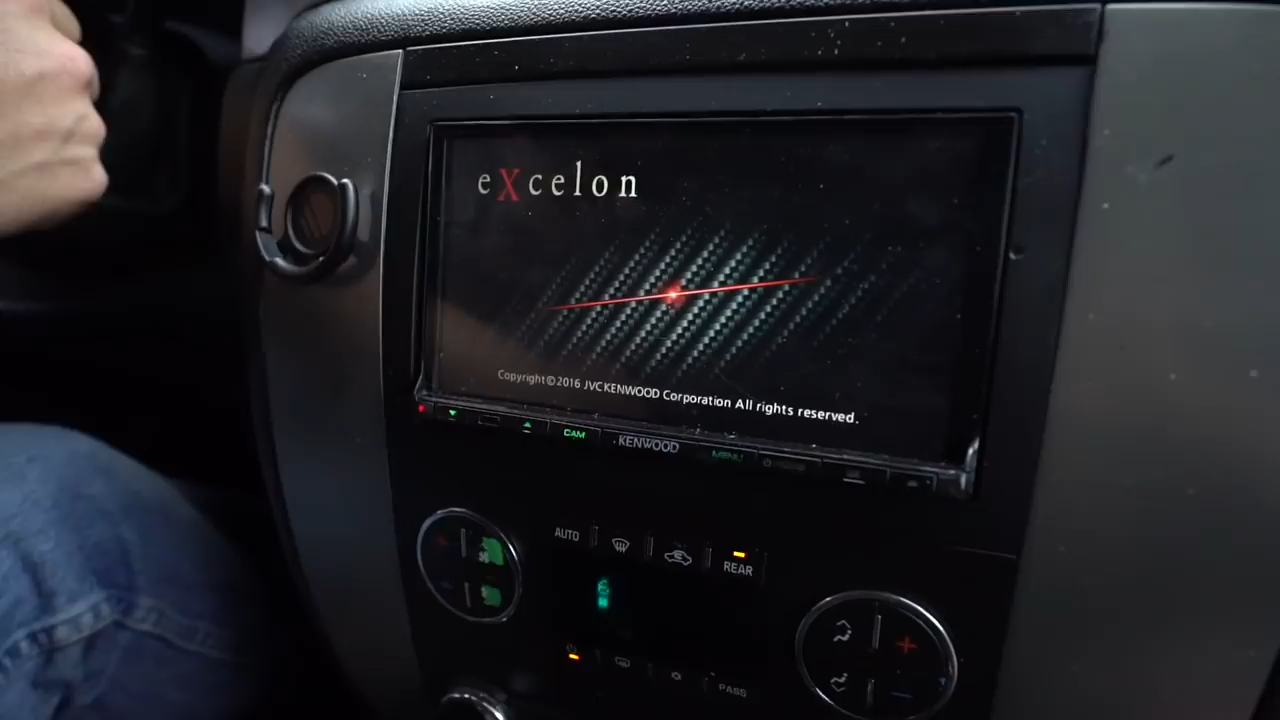 eXcelon
Copyright©2016 JVCKENWOOD Corporation All rights reserved.
CAM
KENWOOD
MENU
AUTO
REAR
PASS